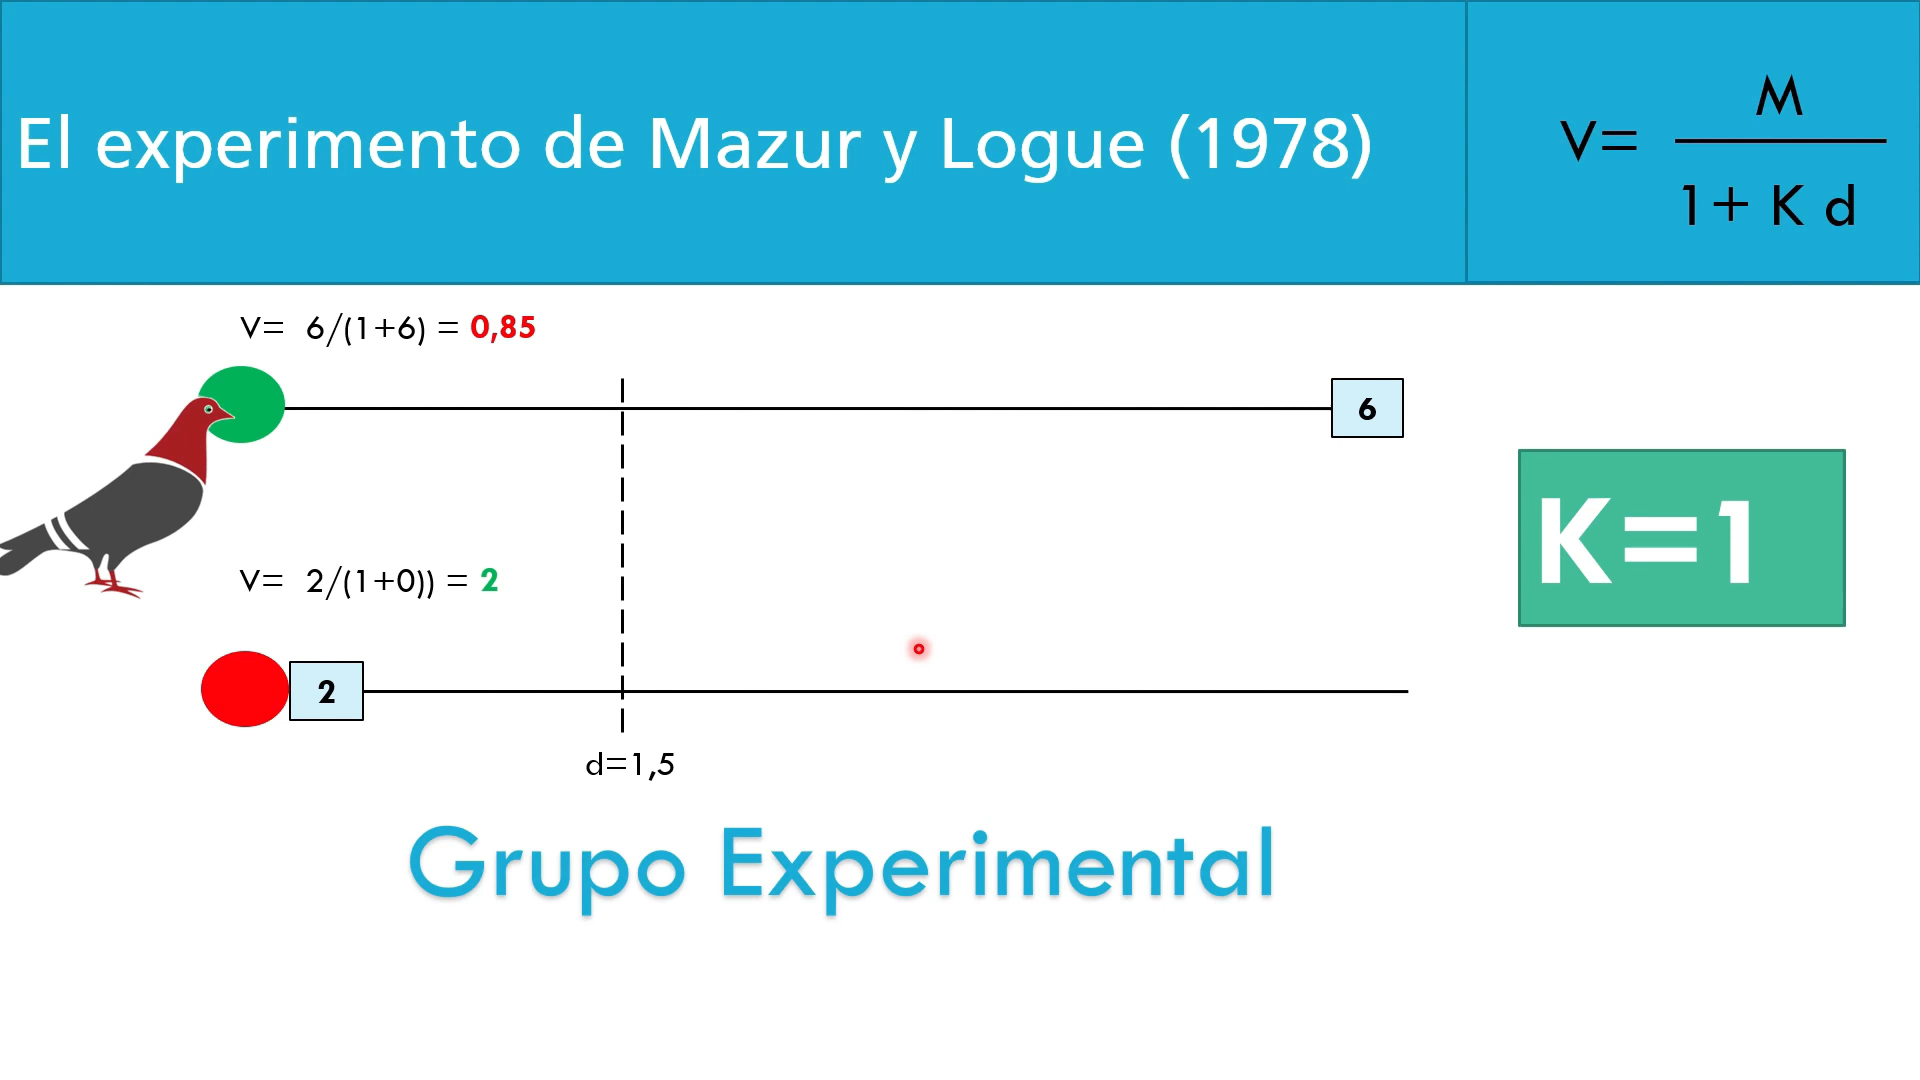 El experimento de Mazur y Logue (1978)
V= M
1+ K d
V= 6/(1+6) = 0,85
6
K=1
V= 2/(1+0)) = 2
2
d=1,5
Grupo Experimental